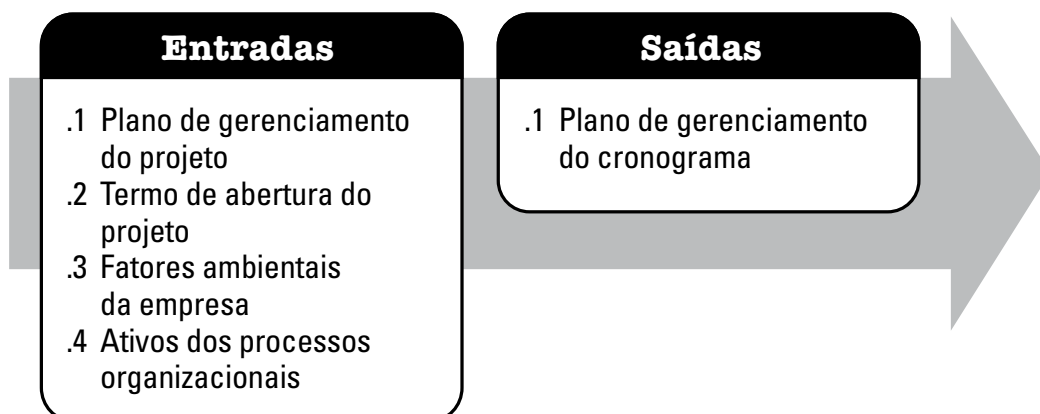 Entradas
.1 Plano de gerenciamento
do projeto
.2 Termo de abertura do
projeto
.3 Fatores ambientais
da empresa
.4 Ativos dos processos
organizacionais
Saídas
.1 Plano de gerenciamento
do cronograma